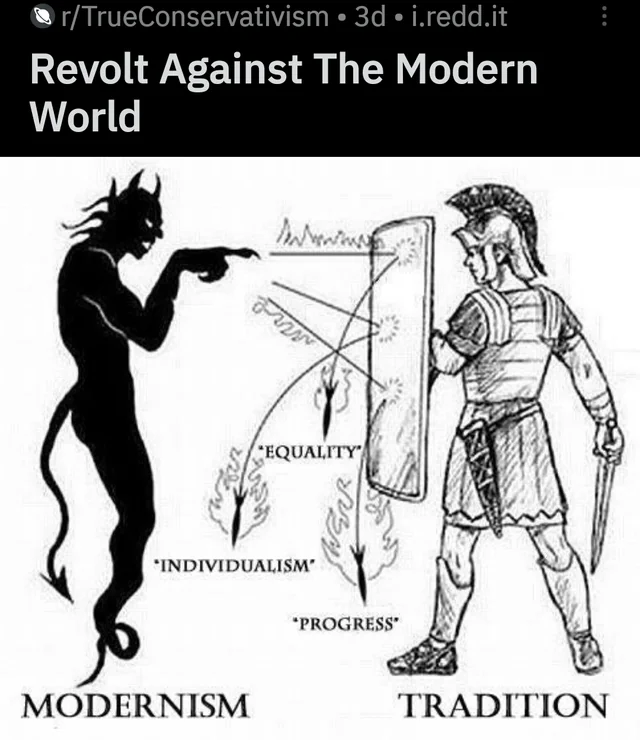 r/TrueConservativism • 3d • i.redd.it
Revolt Against The Modern
World
"EQUALITY"
"INDIVIDUALISM"
"PROGRESS"
MODERNISM
TRADITION